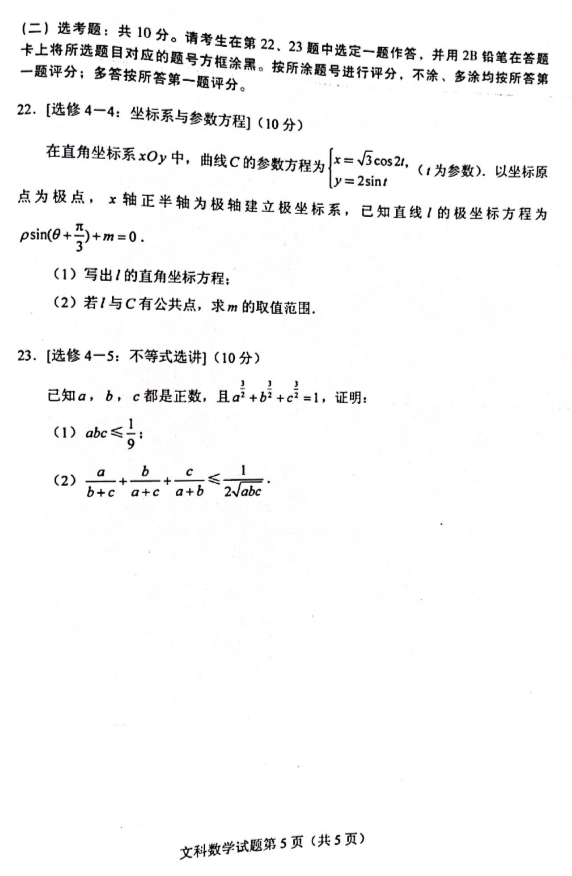 (二)选考题：共 10 分。请考生在第 22、23 题中选定一题作答，并用 2B 铅笔在答题
卡上将所选题目对应的题号方框涂黑。按所涂题号进行评分，不涂、多涂均按所答第
一题评分；多答按所答第一题评分。
22．[选修 4－4：坐标系与参数方程]（10 分）
在直角坐标系 xOy 中，曲线 C 的参数方程为 { x = √3 cos 2t, y = 2 sin t （t 为参数）．以坐标原
点为极点，x 轴正半轴为极轴建立极坐标系，已知直线 l 的极坐标方程为
ρ sin(θ + π/3) + m = 0．
（1）写出 l 的直角坐标方程；
（2）若 l 与 C 有公共点，求 m 的取值范围．
23．[选修 4－5：不等式选讲]（10 分）
已知 a，b，c 都是正数，且 a^(3/2) + b^(3/2) + c^(3/2) = 1，证明：
（1）abc ≤ 1/9；
（2）a/(b+c) + b/(a+c) + c/(a+b) ≤ 1/(2√abc)．
文科数学试题第 5 页（共 5 页）